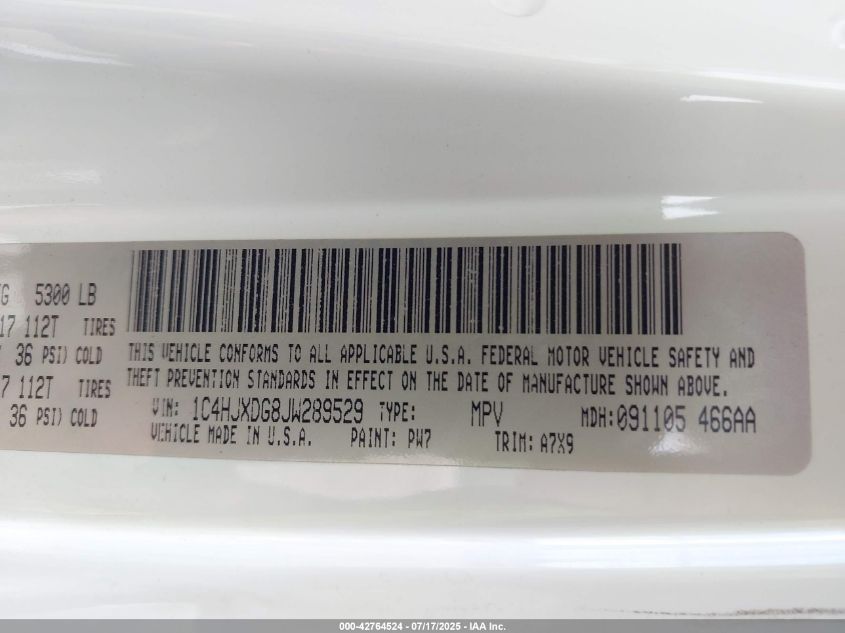 G 5300 LB
17 112T TIRES
36 PSI) COLD
7 112T TIRES
36 PSI) COLD
THIS VEHICLE CONFORMS TO ALL APPLICABLE U.S.A. FEDERAL MOTOR VEHICLE SAFETY AND
THEFT PREVENTION STANDARDS IN EFFECT ON THE DATE OF MANUFACTURE SHOWN ABOVE.
VIN: 1C4HJXDG8JW289529 TYPE: MPV MDH:091105 466AA
VEHICLE MADE IN U.S.A. PAINT: PW7 TRIM: A7X9
000-42764524 - 07/17/2025 - IAA Inc.